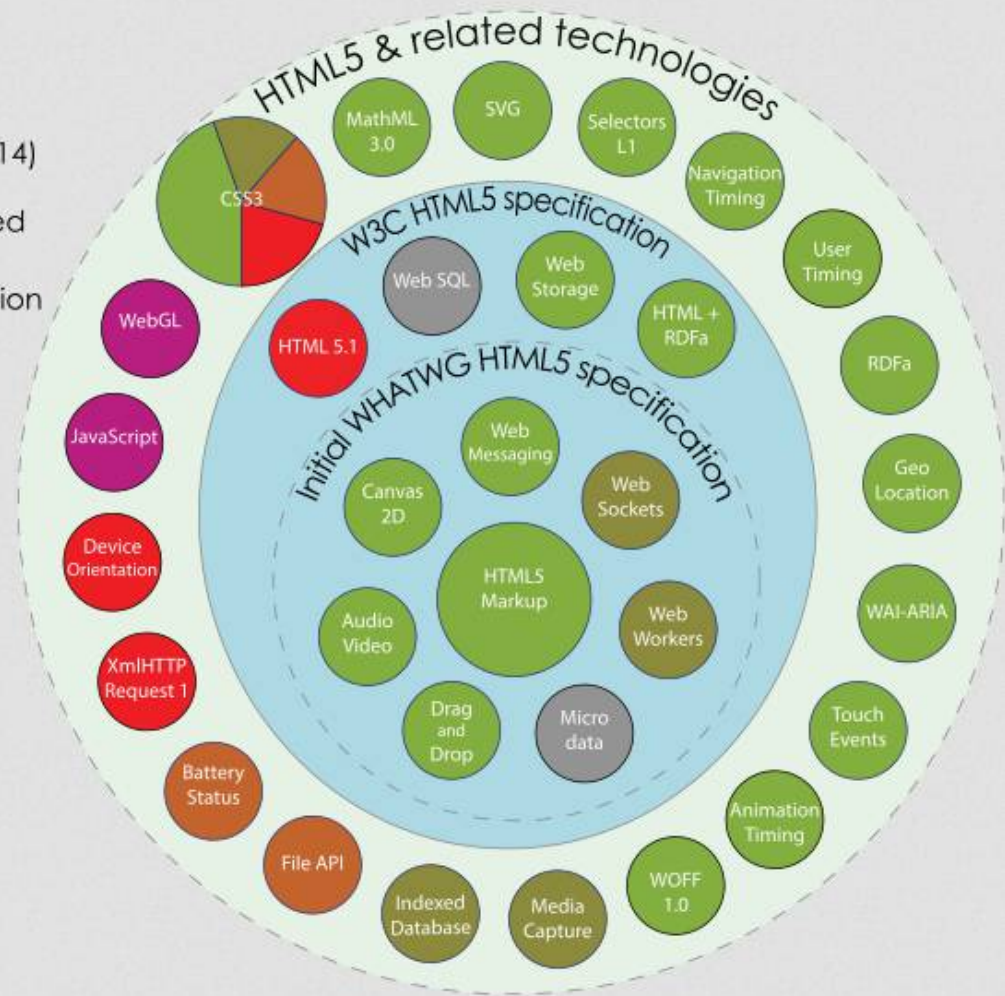 14)
ed
ion
HTML5 & related technologies
MathML
3.0
SVG
Selectors
L1
Navigation
Timing
User
Timing
RDFa
Geo
Location
WAI-ARIA
Touch
Events
Animation
Timing
WOFF
1.0
Media
Capture
Indexed
Database
File API
Battery
Status
XmlHTTP
Request 1
Device
Orientation
JavaScript
WebGL
CSS3
W3C HTML5 specification
HTML 5.1
Web SQL
Web
Storage
HTML +
RDFa
Initial WHATWG HTML5 specification
Web
Messaging
Web
Sockets
Web
Workers
Micro
data
Drag
and
Drop
Audio
Video
Canvas
2D
HTML5
Markup